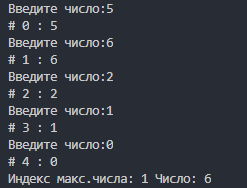 Введите число:5
# 0 : 5
Введите число:6
# 1 : 6
Введите число:2
# 2 : 2
Введите число:1
# 3 : 1
Введите число:0
# 4 : 0
Индекс макс.числа: 1 Число: 6